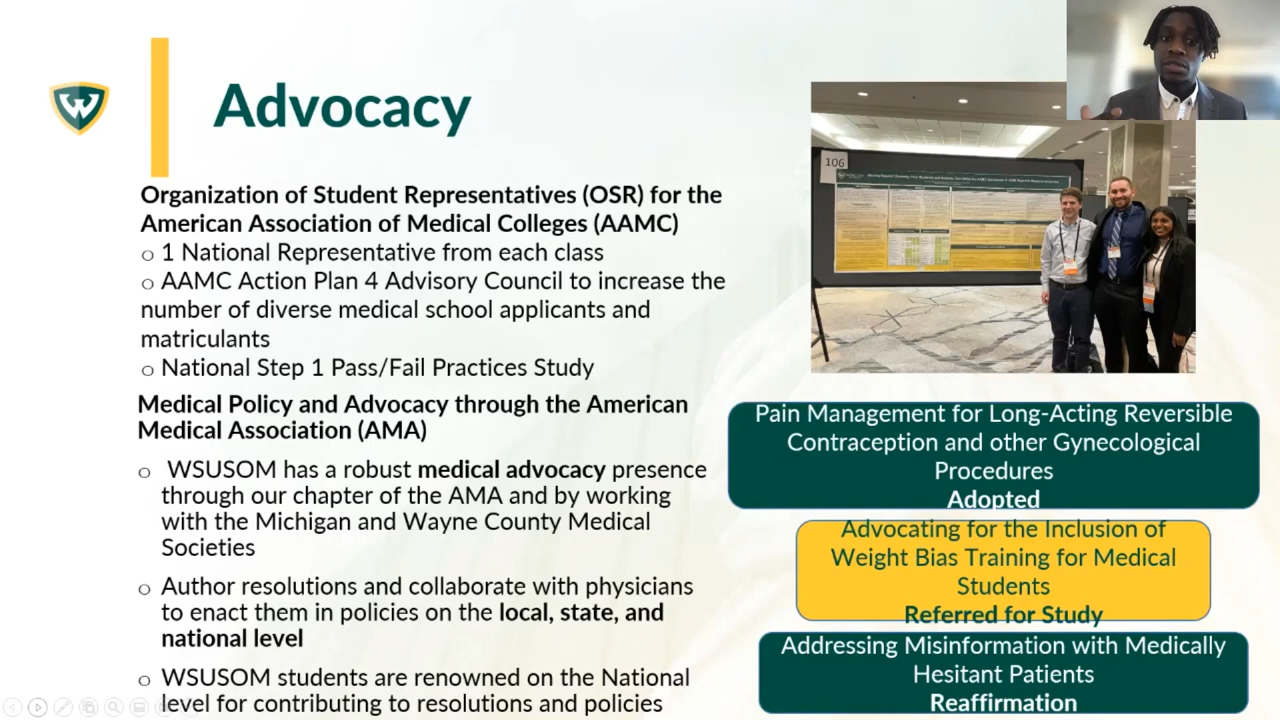 Advocacy
Organization of Student Representatives (OSR) for the
American Association of Medical Colleges (AAMC)
o 1 National Representative from each class
o AAMC Action Plan 4 Advisory Council to increase the
number of diverse medical school applicants and
matriculants
o National Step 1 Pass/Fail Practices Study
Medical Policy and Advocacy through the American
Medical Association (AMA)
o WSUSOM has a robust medical advocacy presence
through our chapter of the AMA and by working
with the Michigan and Wayne County Medical
Societies
o Author resolutions and collaborate with physicians
to enact them in policies on the local, state, and
national level
o WSUSOM students are renowned on the National
level for contributing to resolutions and policies
106
Pain Management for Long-Acting Reversible
Contraception and other Gynecological
Procedures
Adopted
Advocating for the Inclusion of
Weight Bias Training for Medical
Students
Referred for Study
Addressing Misinformation with Medically
Hesitant Patients
Reaffirmation